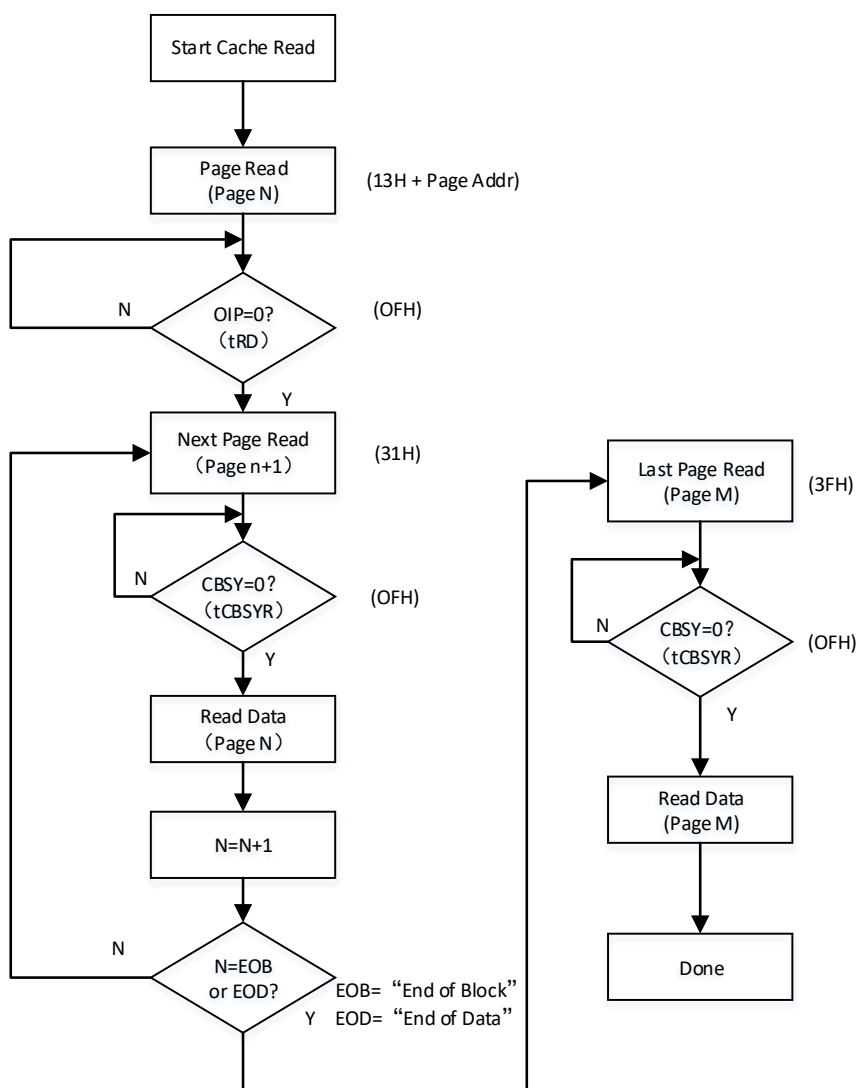 Start Cache Read
Page Read
(Page N)
(13H + Page Addr)
N
OIP=0?
（tRD）
(OFH)
Y
Next Page Read
（Page n+1）
(31H)
N
CBSY=0?
（tCBSYR）
(OFH)
Y
Read Data
（Page N）
N=N+1
N
N=EOB
or EOD?
EOB= “End of Block”
Y EOD= “End of Data”
Last Page Read
(Page M)
(3FH)
N
CBSY=0?
（tCBSYR）
(OFH)
Y
Read Data
(Page M)
Done